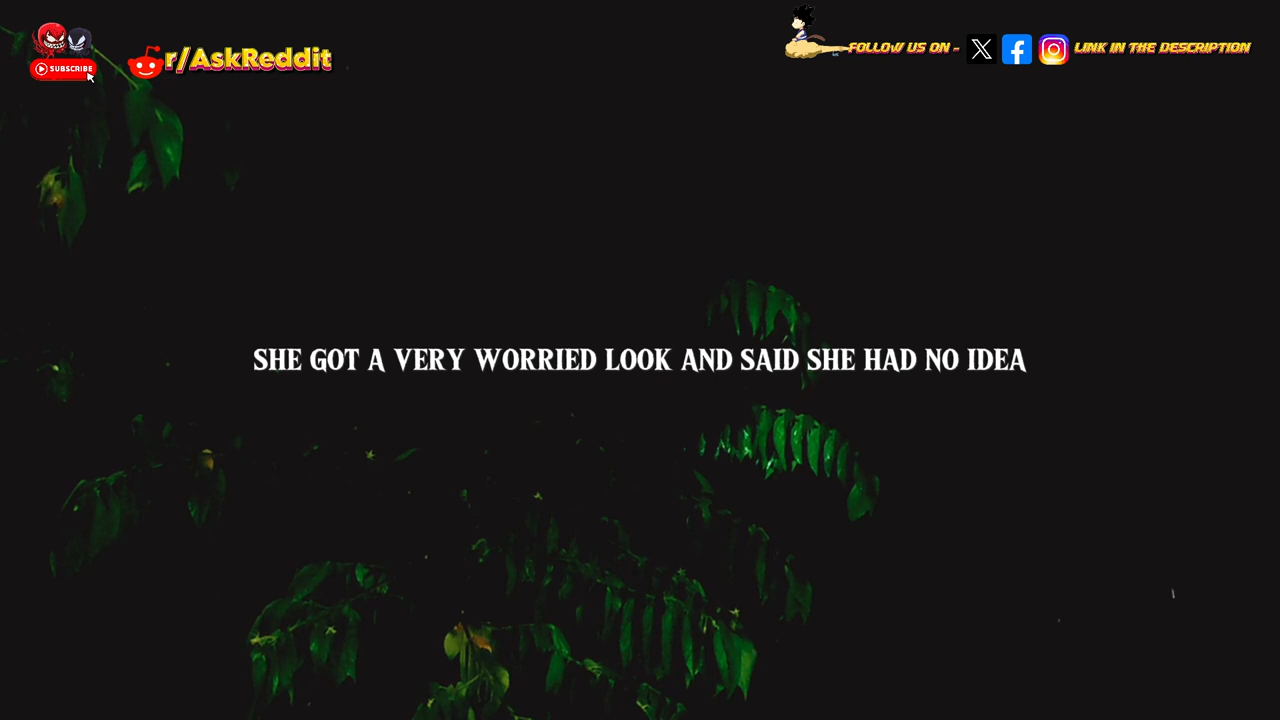 SUBSCRIBE
r/AskReddit
FOLLOW US ON -
LINK IN THE DESCRIPTION
SHE GOT A VERY WORRIED LOOK AND SAID SHE HAD NO IDEA